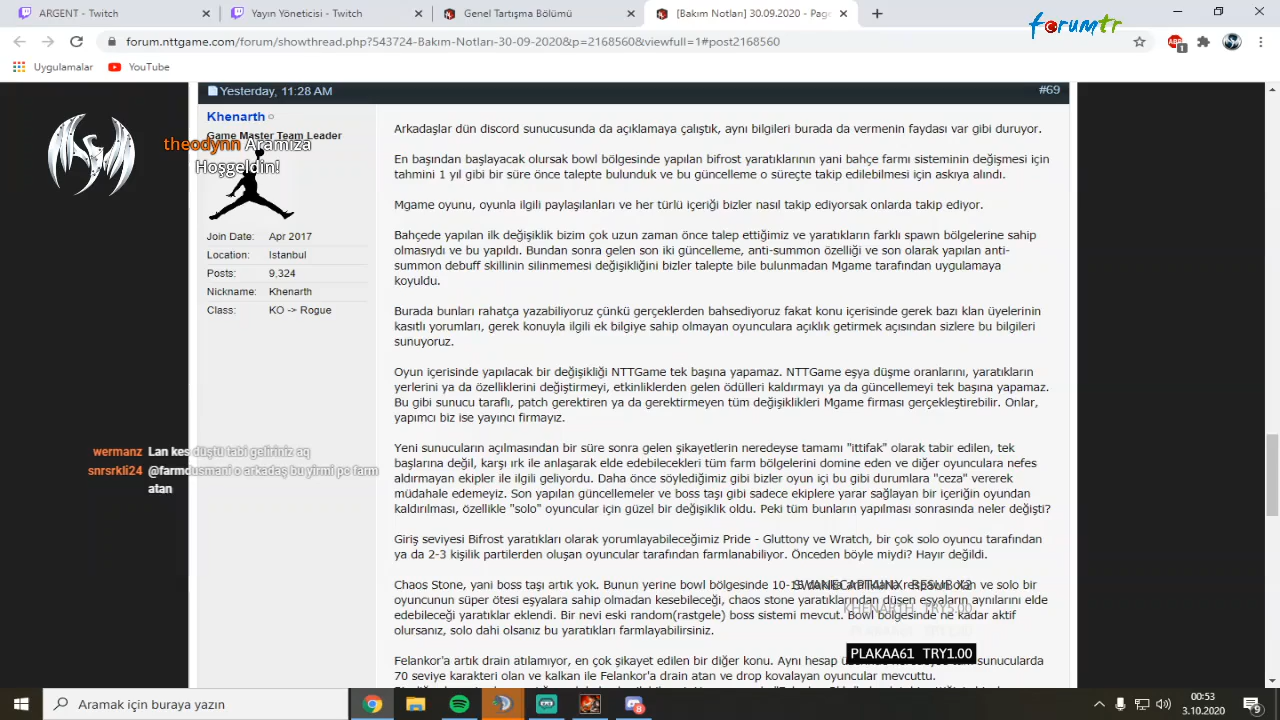 ARGENT - Twitch
Yayın Yöneticisi - Twitch
Genel Tartışma Bölümü
[Bakım Notları] 30.09.2020 - Page
forumtr
forum.nttgame.com/forum/showthread.php?543724-Bakım-Notları-30-09-2020&p=2168560&viewfull=1#post2168560
Uygulamalar
YouTube
Yesterday, 11:28 AM
#69
Khenarth
Game Master Team Leader
theodynn Aramıza
Hoşgeldin!
Join Date: Apr 2017
Location: Istanbul
Posts: 9,324
Nickname: Khenarth
Class: KO -> Rogue
Arkadaşlar dün discord sunucusunda da açıklamaya çalıştık, aynı bilgileri burada da vermenin faydası var gibi duruyor.
En başından başlayacak olursak bowl bölgesinde yapılan bifrost yaratıklarının yani bahçe farmı sisteminin değişmesi için
tahmini 1 yıl gibi bir süre önce talepte bulunduk ve bu güncelleme o süreçte takip edilebilmesi için askıya alındı.
Mgame oyunu, oyunla ilgili paylaşılanları ve her türlü içeriği bizler nasıl takip ediyorsak onlarda takip ediyor.
Bahçede yapılan ilk değişiklik bizim çok uzun zaman önce talep ettiğimiz ve yaratıkların farklı spawn bölgelerine sahip
olmasıydı ve bu yapıldı. Bundan sonra gelen son iki güncelleme, anti-summon özelliği ve son olarak yapılan anti-
summon debuff skillinin silinmemesi değişikliğini bizler talepte bile bulunmadan Mgame tarafından uygulamaya
koyuldu.
Burada bunları rahatça yazabiliyoruz çünkü gerçeklerden bahsediyoruz fakat konu içerisinde gerek bazı klan üyelerinin
kasıtlı yorumları, gerek konuyla ilgili ek bilgiye sahip olmayan oyunculara açıklık getirmek açısından sizlere bu bilgileri
sunuyoruz.
Oyun içerisinde yapılacak bir değişikliği NTTGame tek başına yapamaz. NTTGame eşya düşme oranlarını, yaratıkların
yerlerini ya da özelliklerini değiştirmeyi, etkinliklerden gelen ödülleri kaldırmayı ya da güncellemeyi tek başına yapamaz.
Bu gibi sunucu taraflı, patch gerektiren ya da gerektirmeyen tüm değişiklikleri Mgame firması gerçekleştirebilir. Onlar,
yapımcı biz ise yayıncı firmayız.
wermanz Lan kes düştü tabi geliriniz aq
snrsrkli24 @farmdusmani o arkadaş bu yirmi pc farm
atan
Yeni sunucuların açılmasından bir süre sonra gelen şikayetlerin neredeyse tamamı "ittifak" olarak tabir edilen, tek
başlarına değil, karşı ırk ile anlaşarak elde edebilecekleri tüm farm bölgelerini domine eden ve diğer oyunculara nefes
aldırmayan ekipler ile ilgili geliyordu. Daha önce söylediğimiz gibi bizler oyun içi bu gibi durumlara "ceza" vererek
müdahale edemeyiz. Son yapılan güncellemeler ve boss taşı gibi sadece ekiplere yarar sağlayan bir içeriğin oyundan
kaldırılması, özellikle "solo" oyuncular için güzel bir değişiklik oldu. Peki tüm bunların yapılması sonrasında neler değişti?
Giriş seviyesi Bifrost yaratıkları olarak yorumlayabileceğimiz Pride - Gluttony ve Wratch, bir çok solo oyuncu tarafından
ya da 2-3 kişilik partilerden oluşan oyuncular tarafından farmlanabiliyor. Önceden böyle miydi? Hayır değildi.
Chaos Stone, yani boss taşı artık yok. Bunun yerine bowl bölgesinde 10-15 dakika aralıklarla respawn olan ve solo bir
oyuncunun süper ötesi eşyalara sahip olmadan kesebileceği, chaos stone yaratıklarından düşen eşyaların aynılarını elde
edebileceği yaratıklar eklendi. Bir nevi eski random(rastgele) boss sistemi mevcut. Bowl bölgesinde ne kadar aktif
olursanız, solo dahi olsanız bu yaratıkları farmlayabilirsiniz.
KHENARTH TRY5.00
PLAKAA61 TRY1.00
Felankor'a artık drain atılamıyor, en çok şikayet edilen bir diğer konu. Aynı hesap
sunucularda
70 seviye karakteri olan ve kalkan ile Felankor'a drain atan ve drop kovalayan oyuncular mevcuttu.
Aramak için buraya yazın
00:53
3.10.2020